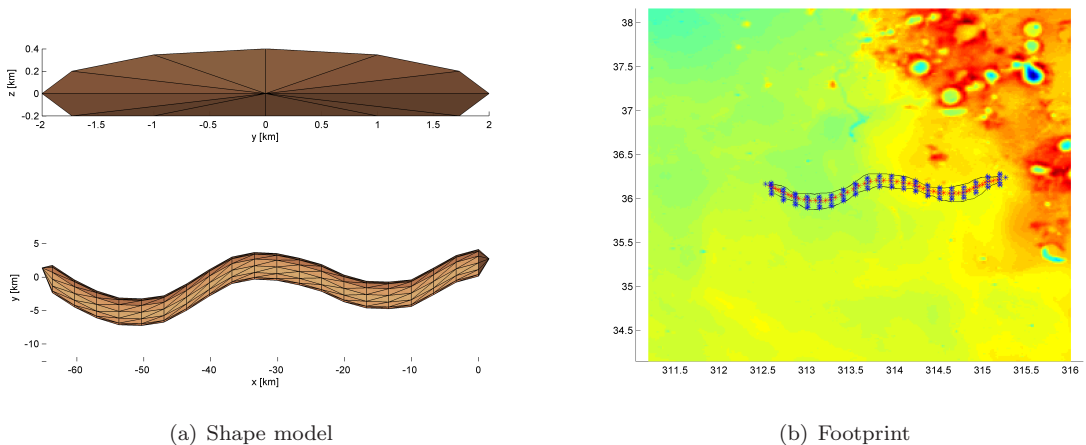 0.4
0.2
0
-0.2
z [km]
-2 -1.5 -1 -0.5 0 0.5 1 1.5 2
y [km]
5
0
-5
-10
y [km]
-60 -50 -40 -30 -20 -10 0
x [km]
(a) Shape model
38
37.5
37
36.5
36
35.5
35
34.5
311.5 312 312.5 313 313.5 314 314.5 315 315.5 316
(b) Footprint